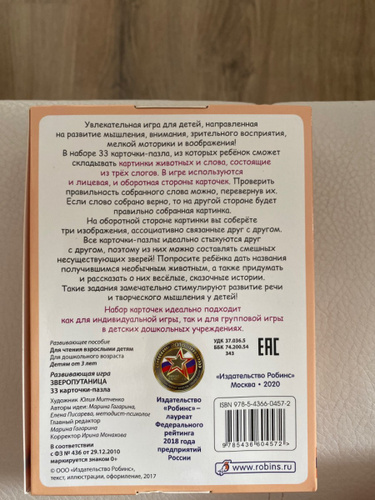 Увлекательная игра для детей, направленная
на развитие мышления, внимания, зрительного восприятия,
мелкой моторики и воображения!
В наборе 33 карточки-пазла, из которых ребёнок сможет
складывать картинки животных и слова, состоящие
из трёх слогов. В игре используются
и лицевая, и оборотная стороны карточек. Проверить
правильность собранного слова можно, перевернув их.
Если слово собрано верно, то на другой стороне будет
правильно собранная картинка.
На оборотной стороне картинки вы соберёте
три изображения, ассоциативно связанные друг с другом.
Все карточки-пазлы идеально стыкуются друг
с другом, поэтому из них можно составлять смешных
несуществующих зверей! Попросите ребёнка дать названия
получившимся необычным животным, а также придумать
и рассказать о них весёлые, сказочные истории.
Такие задания замечательно стимулируют развитие речи
и творческого мышления у детей!
Набор карточек идеально подходит
как для индивидуальной игры, так и для групповой игры
в детских дошкольных учреждениях.
Развивающее пособие
Для чтения взрослыми детям
Для дошкольного возраста
Детям от 3 лет
Развивающая игра
ЗВЕРОПУТАНИЦА
33 карточки-пазла
Художник Юлия Митченко
Авторы идеи: Марина Гагарина,
Елена Писарева, методист-психолог
Главный редактор
Марина Гагарина
Корректор Ирина Монахова
В соответствии
с ФЗ № 436 от 29.12.2010
маркируется знаком 0+
© ООО «Издательство Робинс»,
текст, иллюстрации, оформление, 2017
Издательство
«Робинс» –
лауреат
Федерального
рейтинга
2018 года
предприятий
России
УДК 37.036.5
ББК 74.200.54
343
EAC
«Издательство Робинс»
Москва • 2020
ISBN 978-5-4366-0457-2
9 785436 604572 >
www.robins.ru